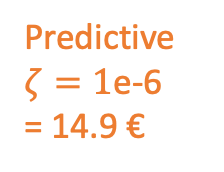 Predictive
ζ = 1e-6
= 14.9 €